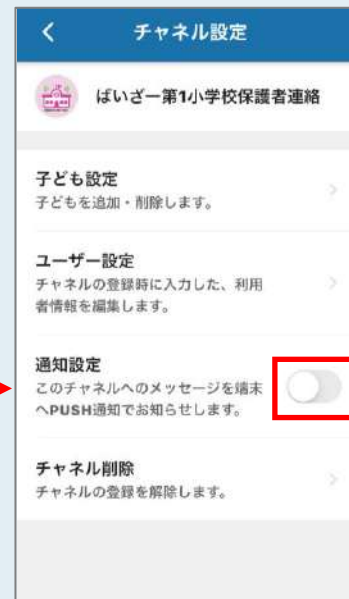 チャネル設定
ばいざー第1小学校保護者連絡
子ども設定
子どもを追加・削除します。
ユーザー設定
チャネルの登録時に入力した、利用
者情報を編集します。
通知設定
このチャネルへのメッセージを端末
へPUSH通知でお知らせします。
チャネル削除
チャネルの登録を解除します。